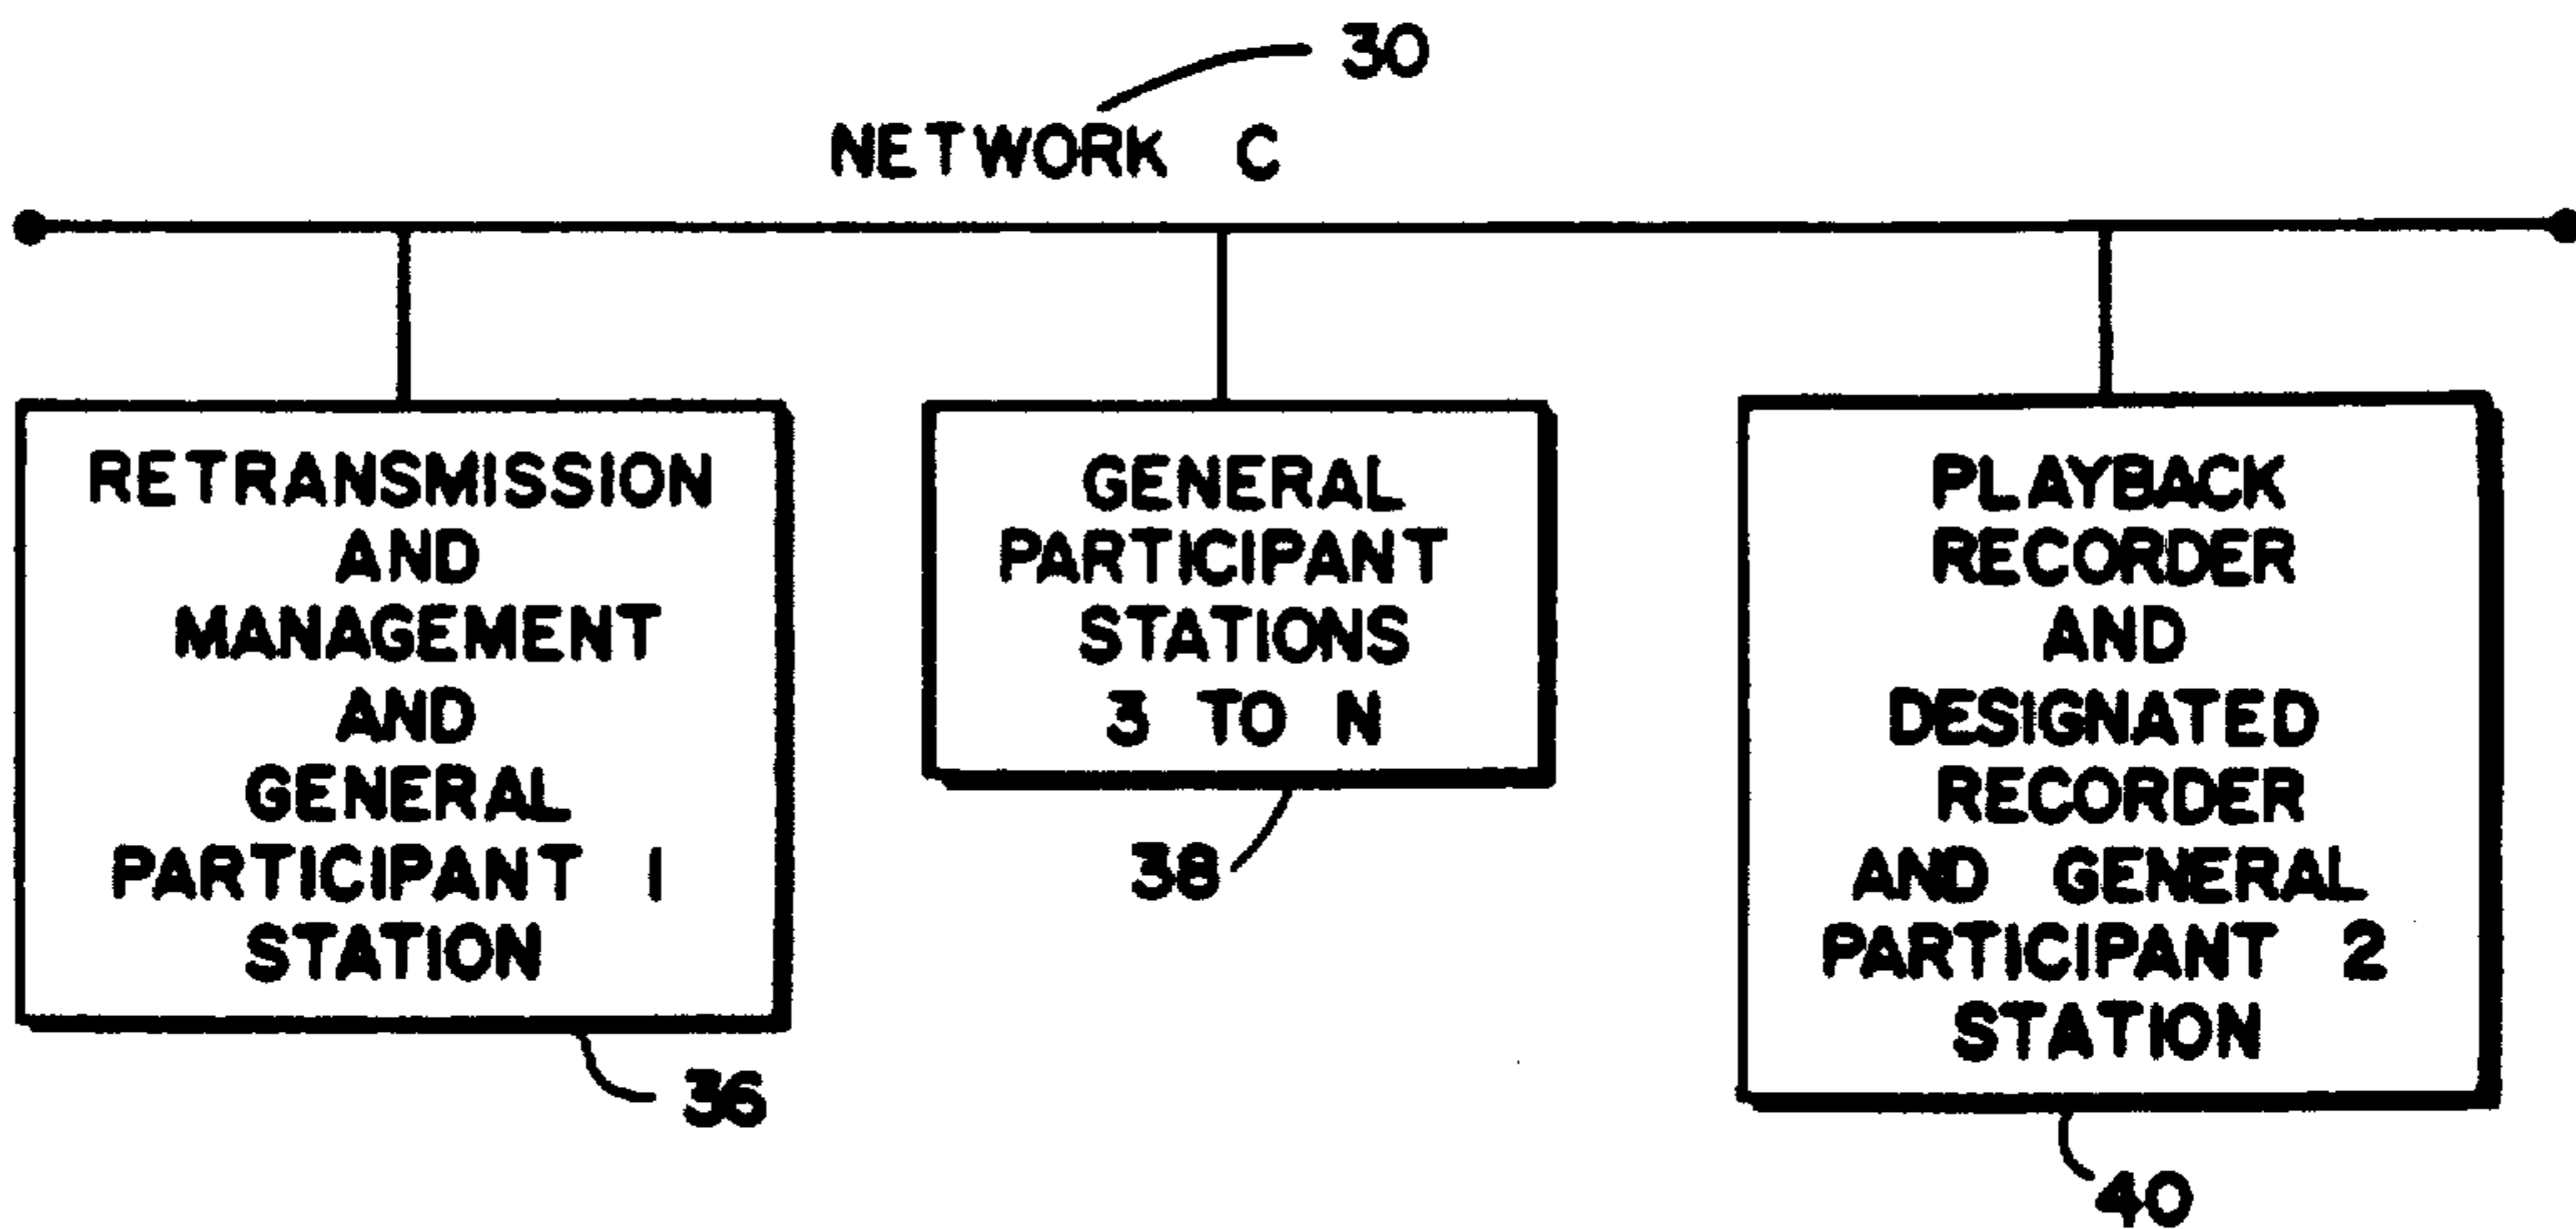 30
NETWORK C
RETRANSMISSION
AND
MANAGEMENT
AND
GENERAL
PARTICIPANT 1
STATION
36
GENERAL
PARTICIPANT
STATIONS
3 TO N
38
PLAYBACK
RECORDER
AND
DESIGNATED
RECORDER
AND GENERAL
PARTICIPANT 2
STATION
40